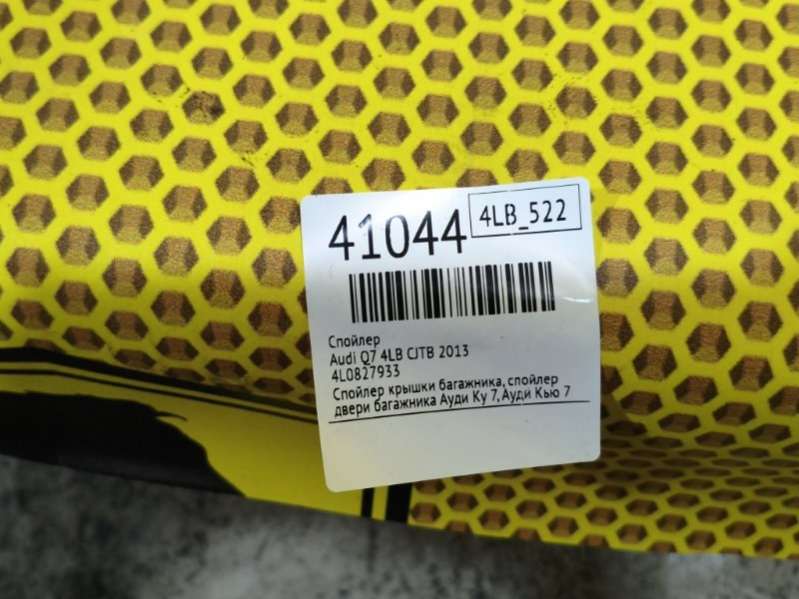 41044
4LB_522
Спойлер
Audi Q7 4LB CJTB 2013
4L0827933
Спойлер крышки багажника, спойлер
двери багажника Ауди Ку 7, Ауди Кью 7